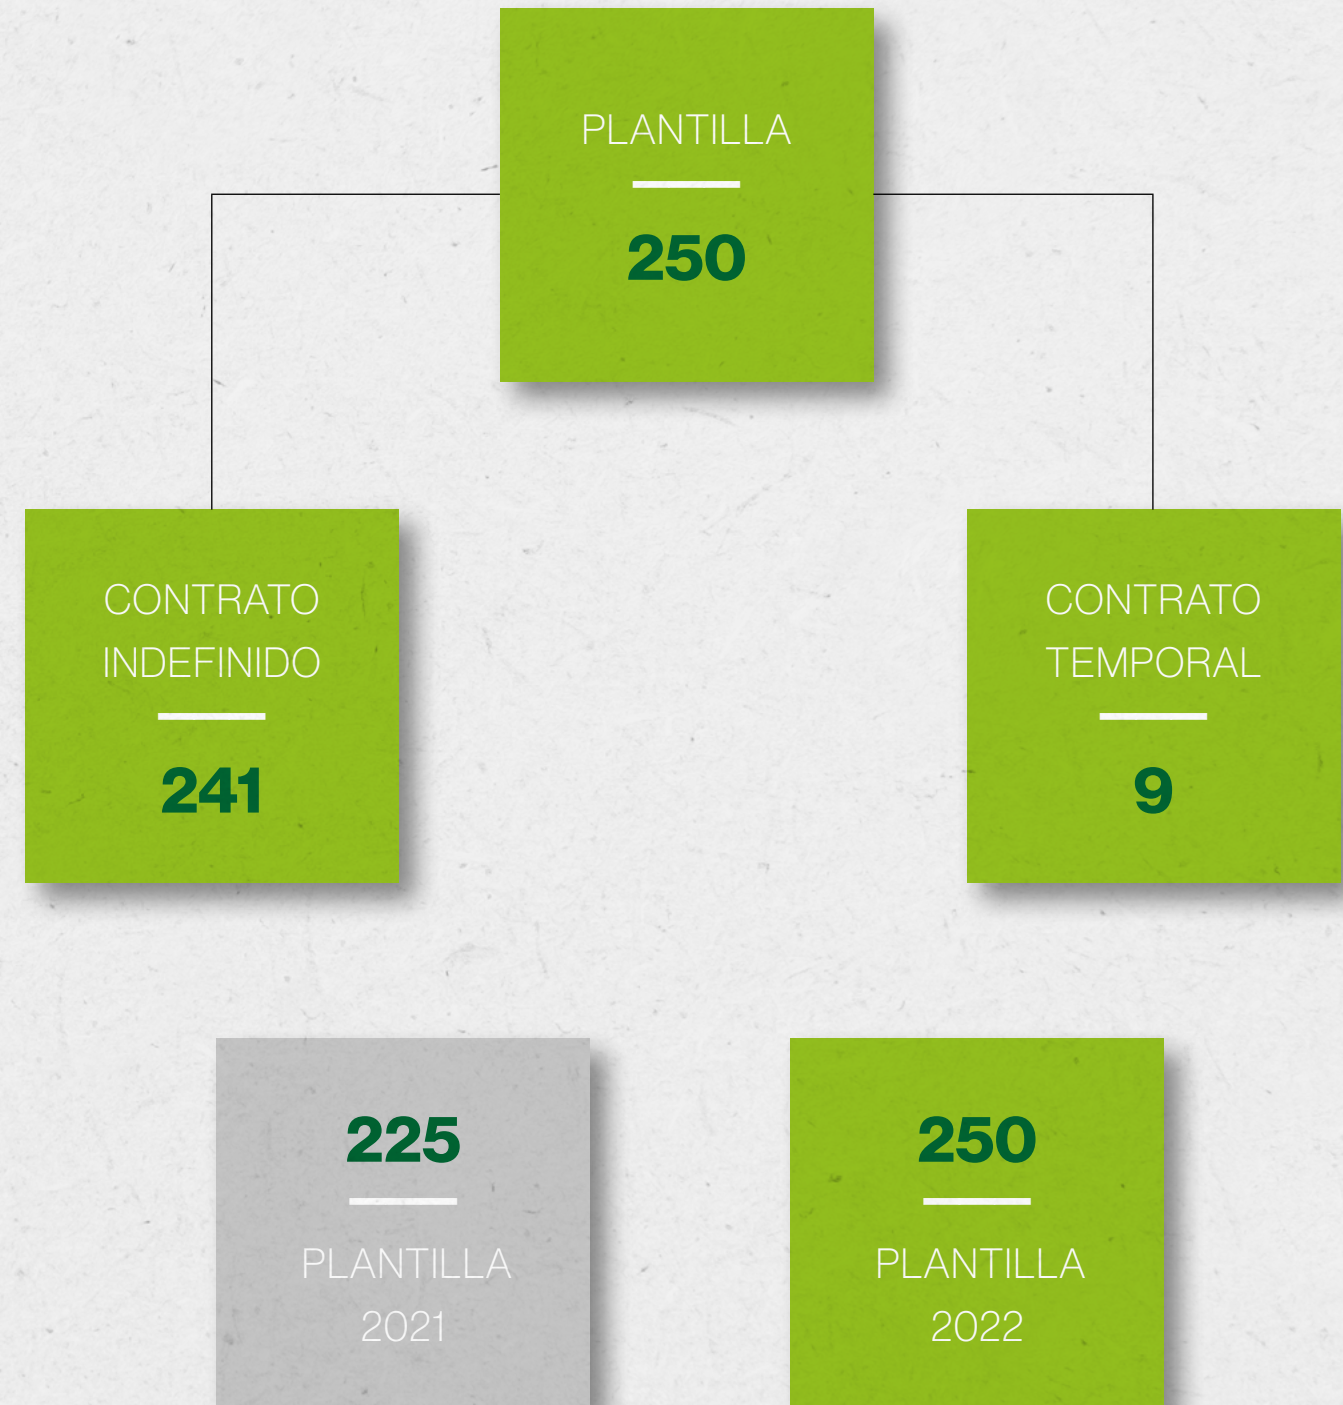 PLANTILLA
250
CONTRATO
INDEFINIDO
241
CONTRATO
TEMPORAL
9
225
PLANTILLA
2021
250
PLANTILLA
2022